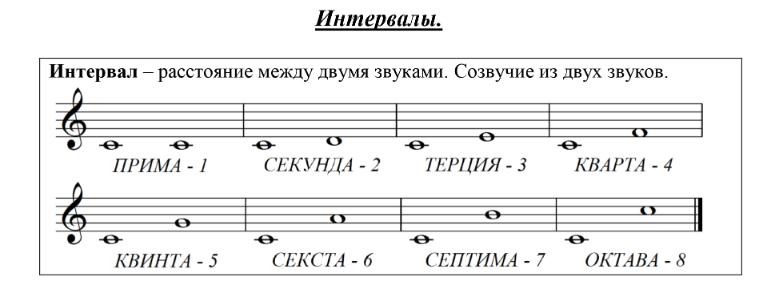 Интервалы.
Интервал – расстояние между двумя звуками. Созвучие из двух звуков.
ПРИМА - 1 СЕКУНДА - 2 ТЕРЦИЯ - 3 КВАРТА - 4
КВИНТА - 5 СЕКСТА - 6 СЕПТИМА - 7 ОКТАВА - 8